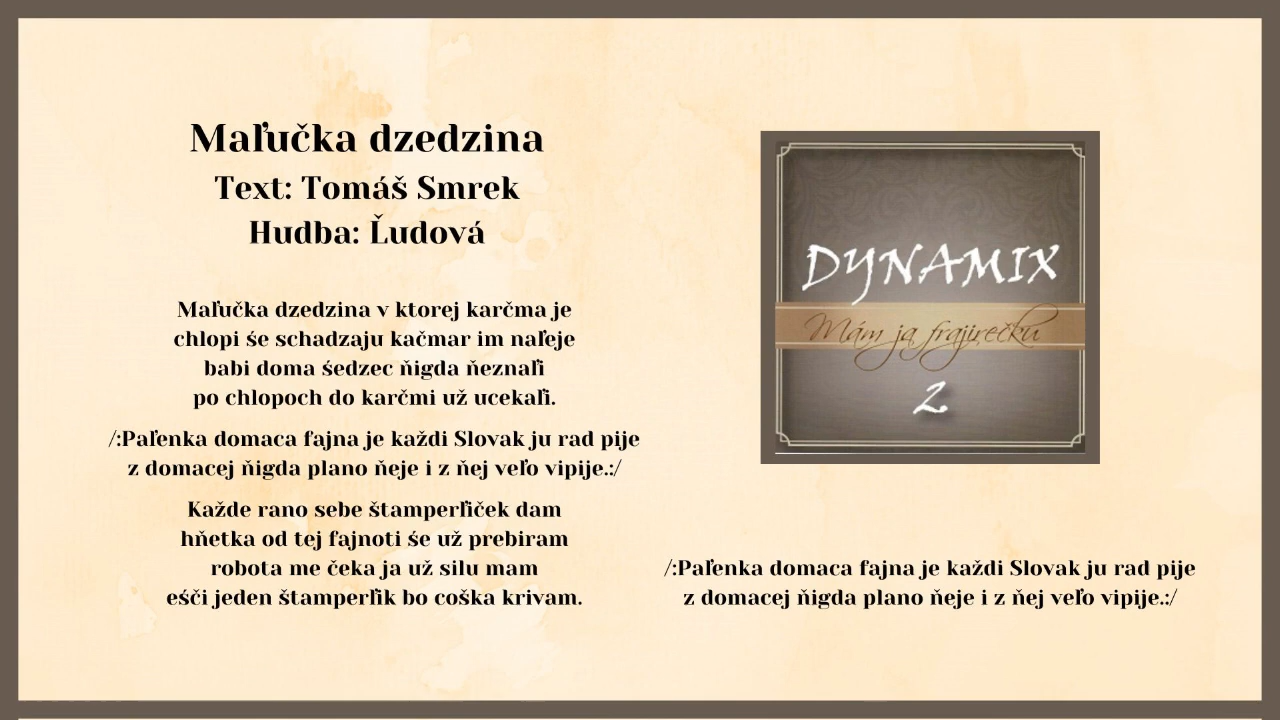 Maľučka dzedzina
Text: Tomáš Smrek
Hudba: Ľudová
Maľučka dzedzina v ktorej karčma je
chlopi śe schadzaju kačmar im naľeje
babi doma śedzec ňigda ňeznaľi
po chlopoch do karčmi už ucekaľi.
/:Paľenka domaca fajna je každi Slovak ju rad pije
z domacej ňigda plano ňeje i z ňej veľo vipije.:/
Každe rano sebe štamperľiček dam
hňetka od tej fajnoti śe už prebiram
robota me čeka ja už silu mam
eśči jeden štamperľik bo coška krivam.
DYNAMIX
Mám ja frajirečku
2
/:Paľenka domaca fajna je každi Slovak ju rad pije
z domacej ňigda plano ňeje i z ňej veľo vipije.:/